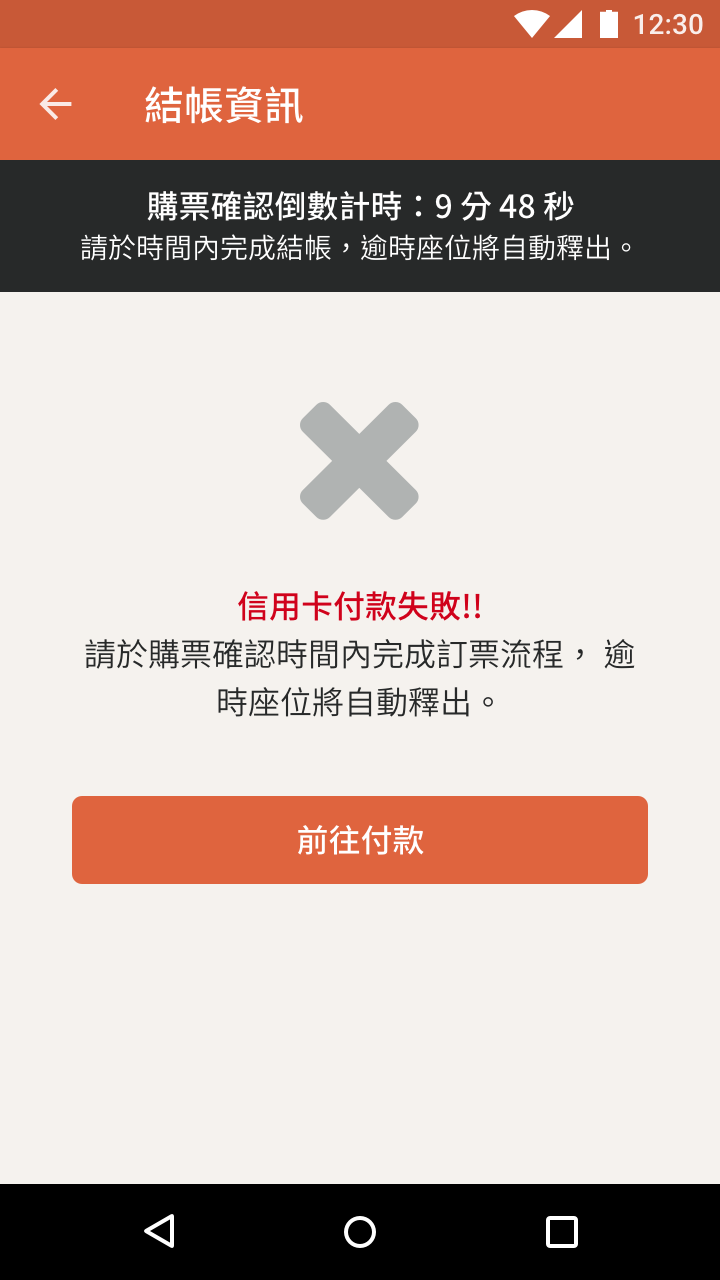 12:30
結帳資訊
購票確認倒數計時：9 分 48 秒
請於時間內完成結帳，逾時座位將自動釋出。
信用卡付款失敗!!
請於購票確認時間內完成訂票流程， 逾
時座位將自動釋出。
前往付款